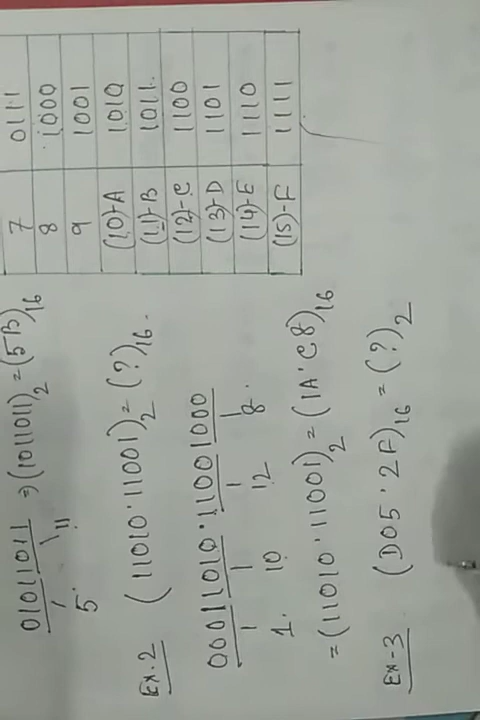 7 0111
8 1000
9 1001
(10)-A 1010
(11)-B 1011
(12)-C 1100
(13)-D 1101
(14)-E 1110
(15)-F 1111
01011011 => (1011011)2 = (5B)16
5 11
Ex.2 (11010.11001)2 = (?)16.
00011010.11001000
1. 10 12 8.
= (11010.11001)2 = (1A.C8)16
Ex-3 (D05.2F)16 = (?)2